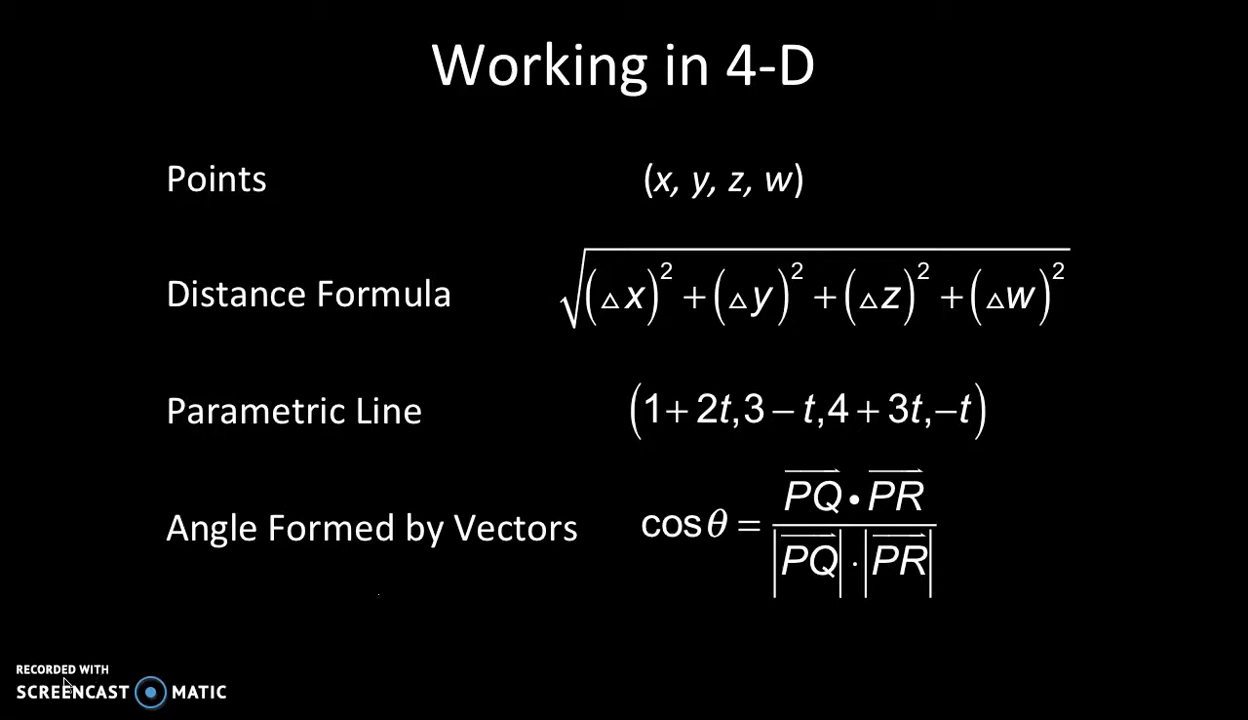 Working in 4-D
Points (x, y, z, w)
Distance Formula √(△x)² + (△y)² + (△z)² + (△w)²
Parametric Line (1 + 2t, 3 − t, 4 + 3t, −t)
Angle Formed by Vectors cos θ = (PQ⃗ • PR⃗) / (|PQ⃗| · |PR⃗|)
RECORDED WITH
SCREENCAST MATIC